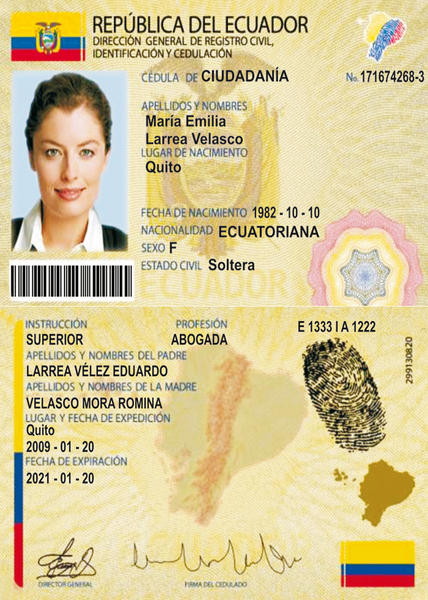 REPÚBLICA DEL ECUADOR
DIRECCIÓN GENERAL DE REGISTRO CIVIL,
IDENTIFICACIÓN Y CEDULACIÓN
CÉDULA DE CIUDADANÍA
No. 171674268-3
APELLIDOS Y NOMBRES
María Emilia
Larrea Velasco
LUGAR DE NACIMIENTO
Quito
FECHA DE NACIMIENTO 1982 - 10 - 10
NACIONALIDAD ECUATORIANA
SEXO F
ESTADO CIVIL Soltera
INSTRUCCIÓN PROFESIÓN E 1333 I A 1222
SUPERIOR ABOGADA
APELLIDOS Y NOMBRES DEL PADRE
LARREA VÉLEZ EDUARDO
APELLIDOS Y NOMBRES DE LA MADRE
VELASCO MORA ROMINA
LUGAR Y FECHA DE EXPEDICIÓN
Quito
2009 - 01 - 20
FECHA DE EXPIRACIÓN
2021 - 01 - 20
299130820
DIRECTOR GENERAL
FIRMA DEL CEDULADO